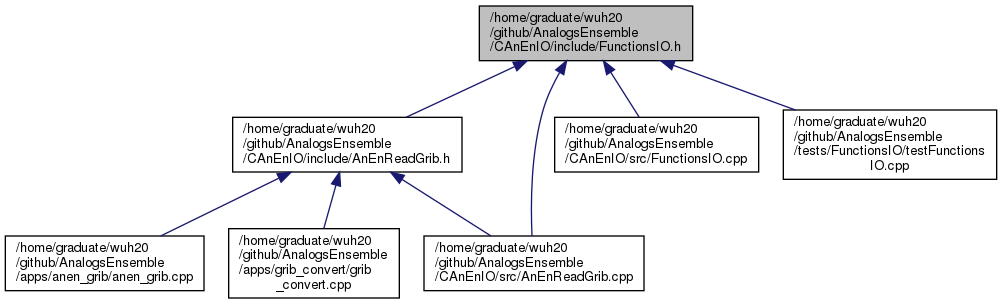 /home/graduate/wuh20
/github/AnalogsEnsemble
/CAnEnIO/include/FunctionsIO.h
/home/graduate/wuh20
/github/AnalogsEnsemble
/CAnEnIO/include/AnEnReadGrib.h
/home/graduate/wuh20
/github/AnalogsEnsemble
/CAnEnIO/src/FunctionsIO.cpp
/home/graduate/wuh20
/github/AnalogsEnsemble
/tests/FunctionsIO/testFunctions
IO.cpp
/home/graduate/wuh20
/github/AnalogsEnsemble
/apps/anen_grib/anen_grib.cpp
/home/graduate/wuh20
/github/AnalogsEnsemble
/apps/grib_convert/grib
_convert.cpp
/home/graduate/wuh20
/github/AnalogsEnsemble
/CAnEnIO/src/AnEnReadGrib.cpp